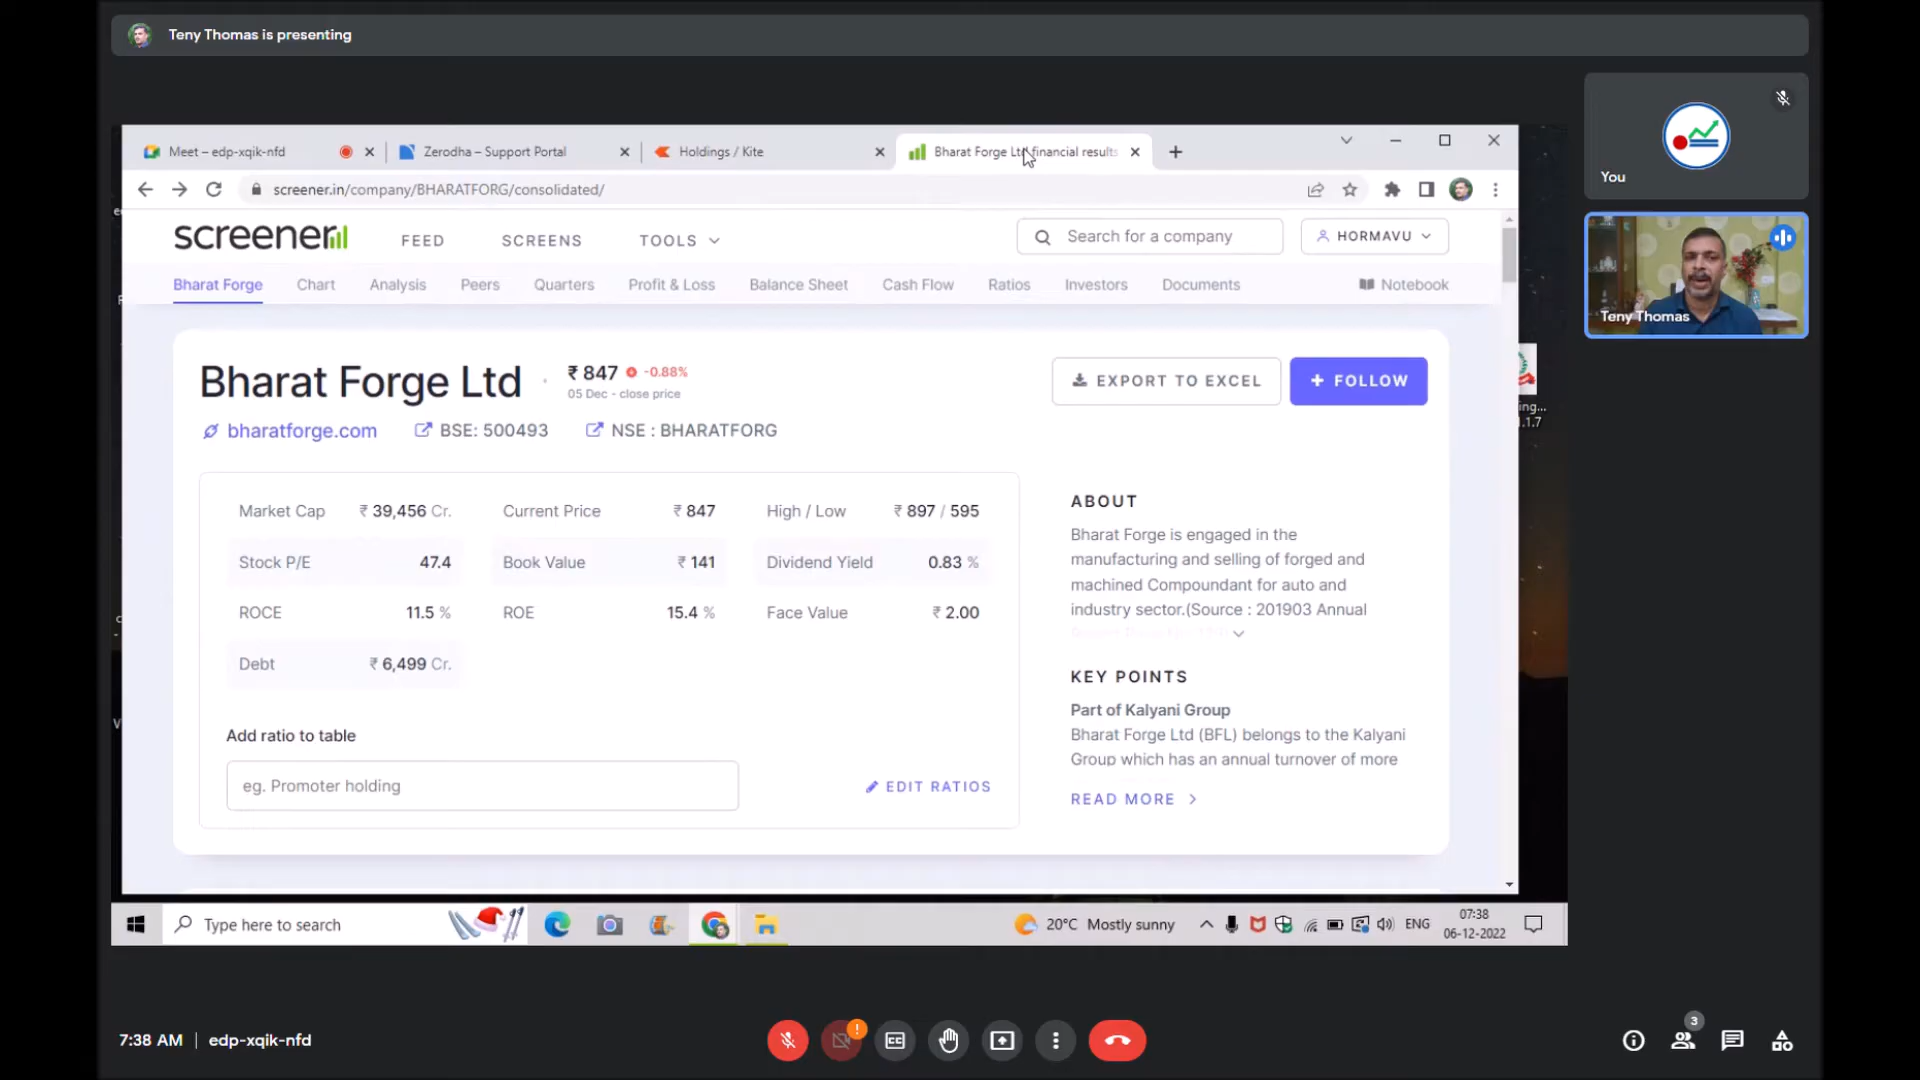 Teny Thomas is presenting
Meet – edp-xqik-nfd
Zerodha – Support Portal
Holdings / Kite
Bharat Forge Ltd financial results
screener.in/company/BHARATFORG/consolidated/
screener
FEED
SCREENS
TOOLS
Search for a company
HORMAVU
Bharat Forge
Chart
Analysis
Peers
Quarters
Profit & Loss
Balance Sheet
Cash Flow
Ratios
Investors
Documents
Notebook
Bharat Forge Ltd
₹ 847 -0.88%
05 Dec - close price
EXPORT TO EXCEL
+ FOLLOW
bharatforge.com
BSE: 500493
NSE : BHARATFORG
Market Cap ₹ 39,456 Cr.
Current Price ₹ 847
High / Low ₹ 897 / 595
Stock P/E 47.4
Book Value ₹ 141
Dividend Yield 0.83 %
ROCE 11.5 %
ROE 15.4 %
Face Value ₹ 2.00
Debt ₹ 6,499 Cr.
Add ratio to table
eg. Promoter holding
EDIT RATIOS
ABOUT
Bharat Forge is engaged in the
manufacturing and selling of forged and
machined Compoundant for auto and
industry sector.(Source : 201903 Annual
KEY POINTS
Part of Kalyani Group
Bharat Forge Ltd (BFL) belongs to the Kalyani
Group which has an annual turnover of more
READ MORE
ing...
1.1.7
Type here to search
20°C Mostly sunny
ENG
07:38
06-12-2022
You
Teny Thomas
7:38 AM | edp-xqik-nfd
CC
3